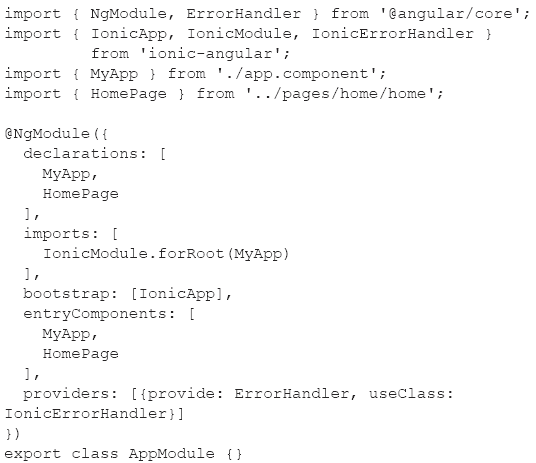 import { NgModule, ErrorHandler } from '@angular/core';
import { IonicApp, IonicModule, IonicErrorHandler }
         from 'ionic-angular';
import { MyApp } from './app.component';
import { HomePage } from '../pages/home/home';

@NgModule({
  declarations: [
    MyApp,
    HomePage
  ],
  imports: [
    IonicModule.forRoot(MyApp)
  ],
  bootstrap: [IonicApp],
  entryComponents: [
    MyApp,
    HomePage
  ],
  providers: [{provide: ErrorHandler, useClass:
IonicErrorHandler}]
})
export class AppModule {}